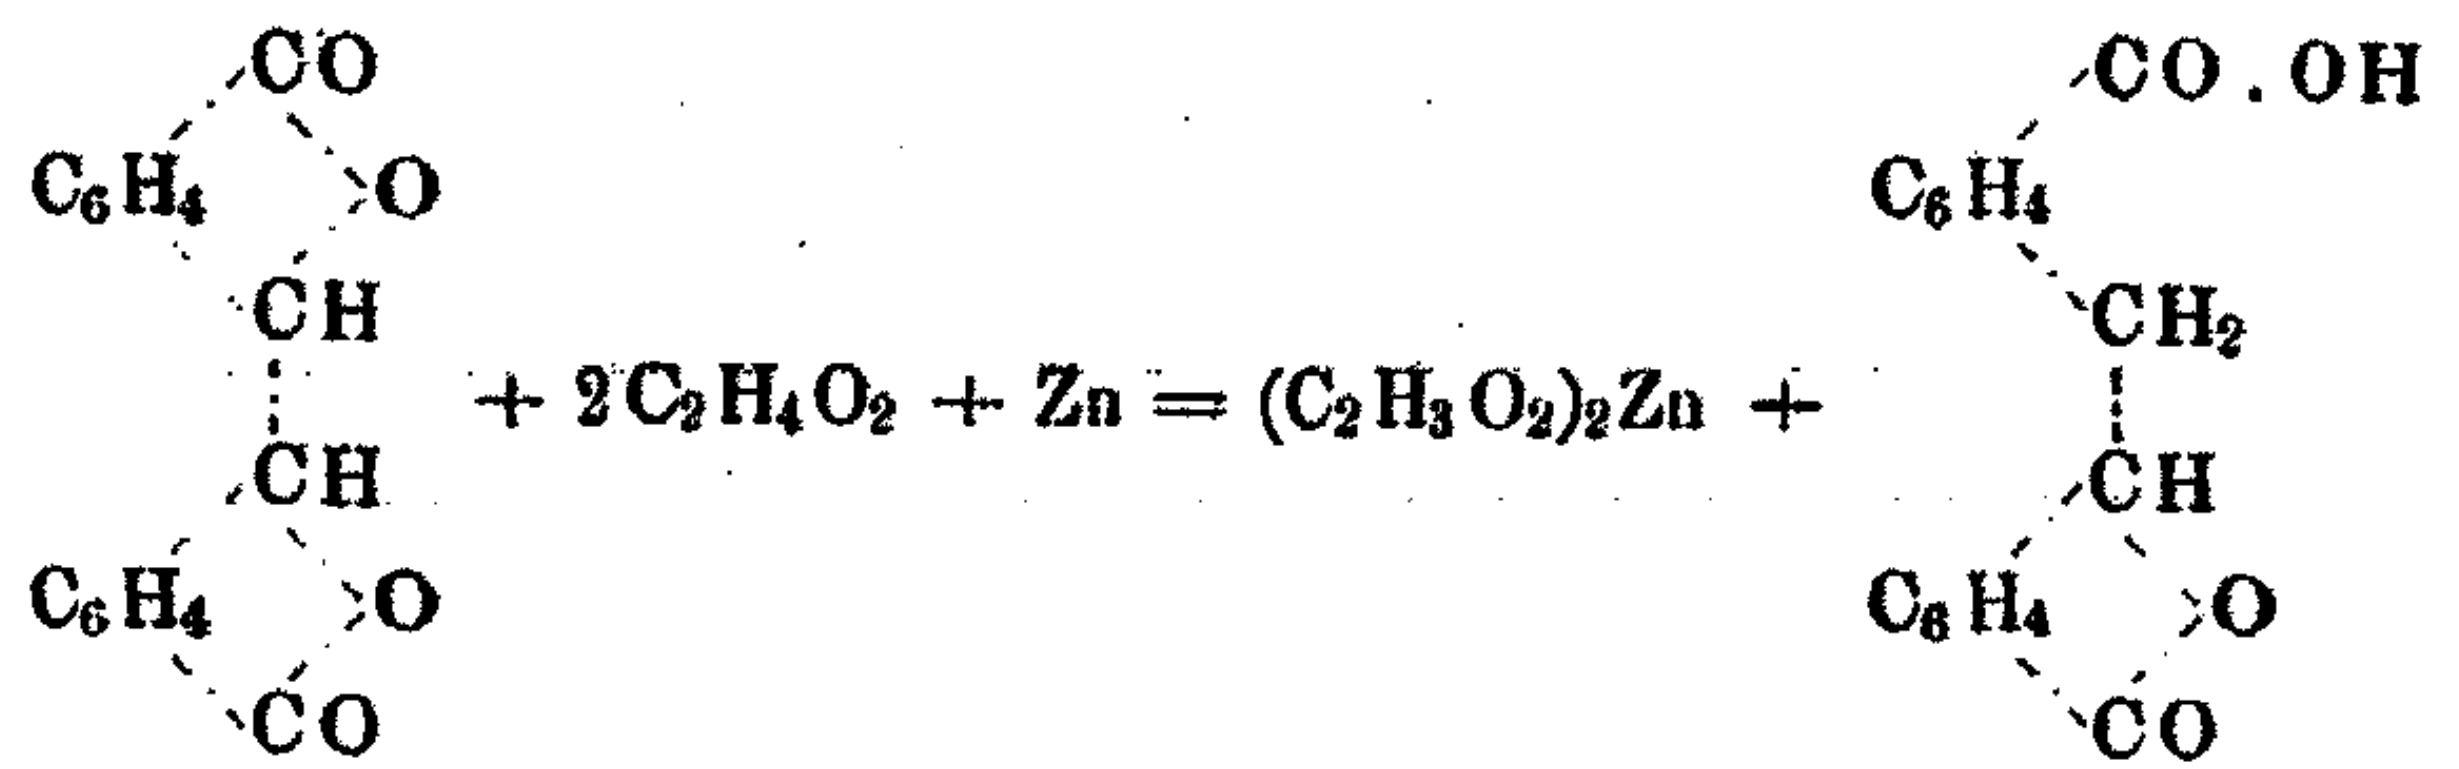 CO CO.OH
C₆H₄ O C₆H₄
CH CH₂
+ 2C₂H₄O₂ + Zn = (C₂H₃O₂)₂Zn +
CH CH
C₆H₄ O C₆H₄ O
CO CO